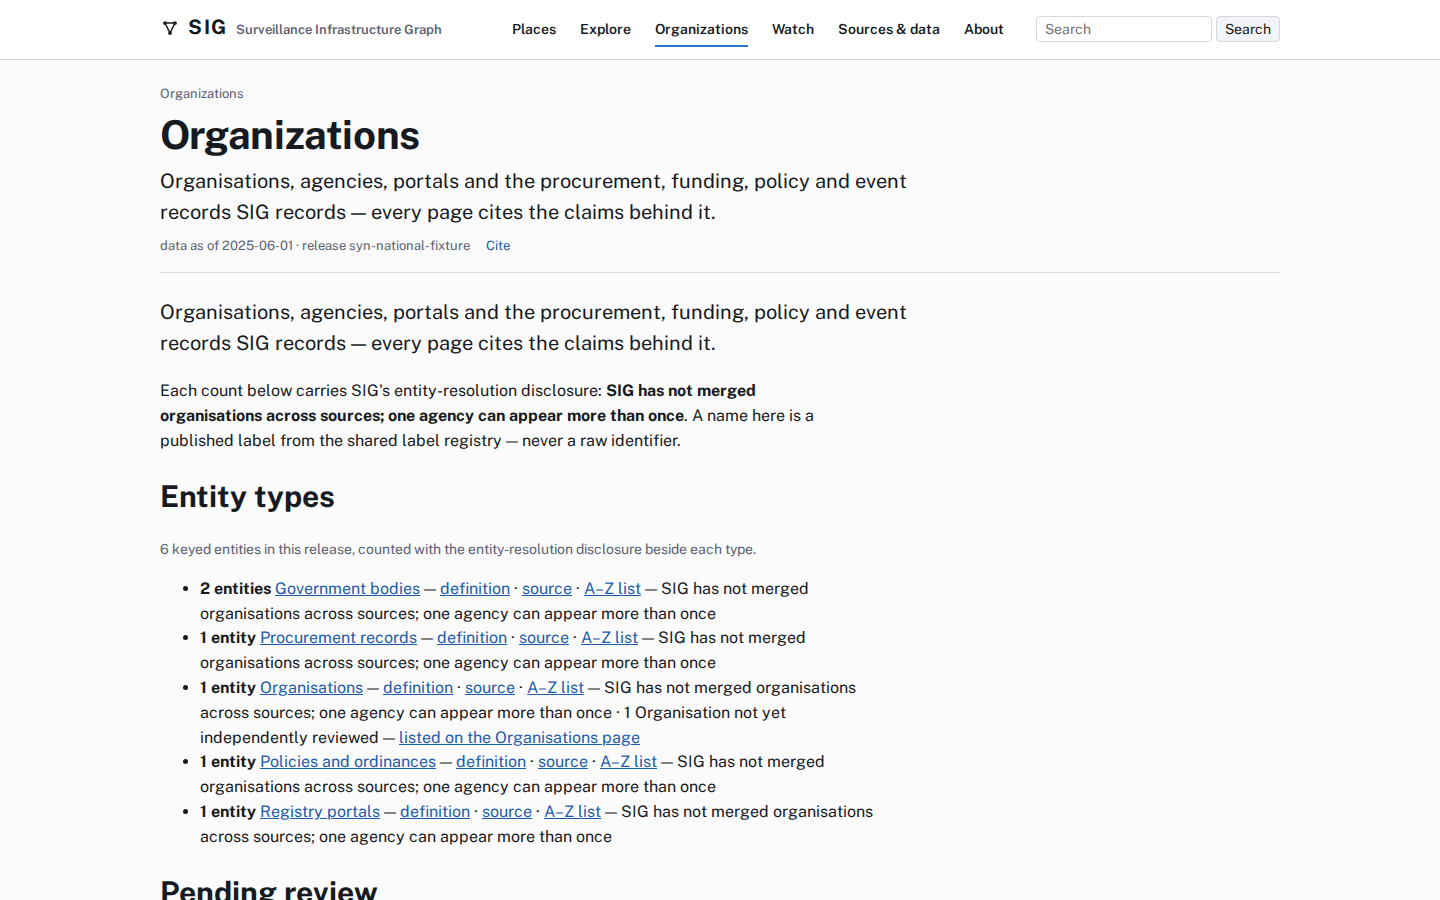 SIG Surveillance Infrastructure Graph Places Explore Organizations Watch Sources & data About Search Search
Organizations
Organizations
Organisations, agencies, portals and the procurement, funding, policy and event
records SIG records — every page cites the claims behind it.
data as of 2025-06-01 · release syn-national-fixture Cite
Organisations, agencies, portals and the procurement, funding, policy and event
records SIG records — every page cites the claims behind it.
Each count below carries SIG's entity-resolution disclosure: SIG has not merged
organisations across sources; one agency can appear more than once. A name here is a
published label from the shared label registry — never a raw identifier.
Entity types
6 keyed entities in this release, counted with the entity-resolution disclosure beside each type.
• 2 entities Government bodies — definition · source · A–Z list — SIG has not merged
organisations across sources; one agency can appear more than once
• 1 entity Procurement records — definition · source · A–Z list — SIG has not merged
organisations across sources; one agency can appear more than once
• 1 entity Organisations — definition · source · A–Z list — SIG has not merged organisations
across sources; one agency can appear more than once · 1 Organisation not yet
independently reviewed — listed on the Organisations page
• 1 entity Policies and ordinances — definition · source · A–Z list — SIG has not merged
organisations across sources; one agency can appear more than once
• 1 entity Registry portals — definition · source · A–Z list — SIG has not merged organisations
across sources; one agency can appear more than once
Pending review